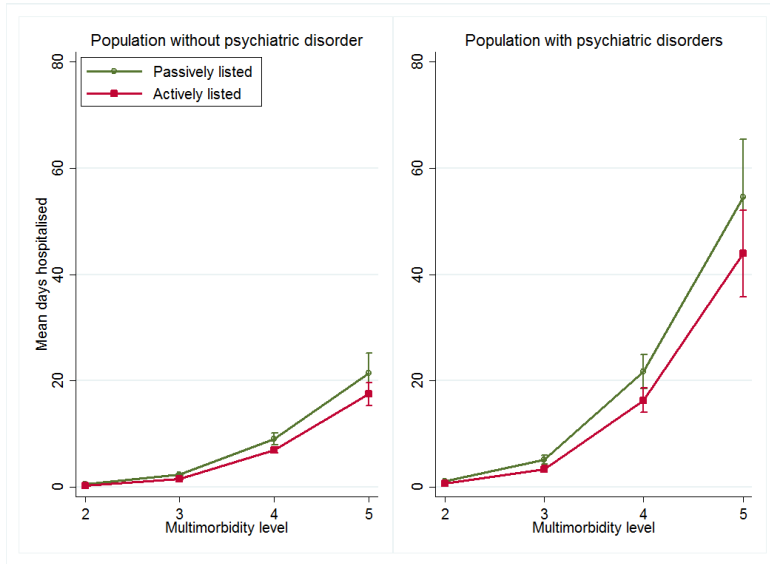 Population without psychiatric disorder
Passively listed
Actively listed
Mean days hospitalised
80
60
40
20
0
2 3 4 5
Multimorbidity level
Population with psychiatric disorders
80
60
40
20
0
2 3 4 5
Multimorbidity level